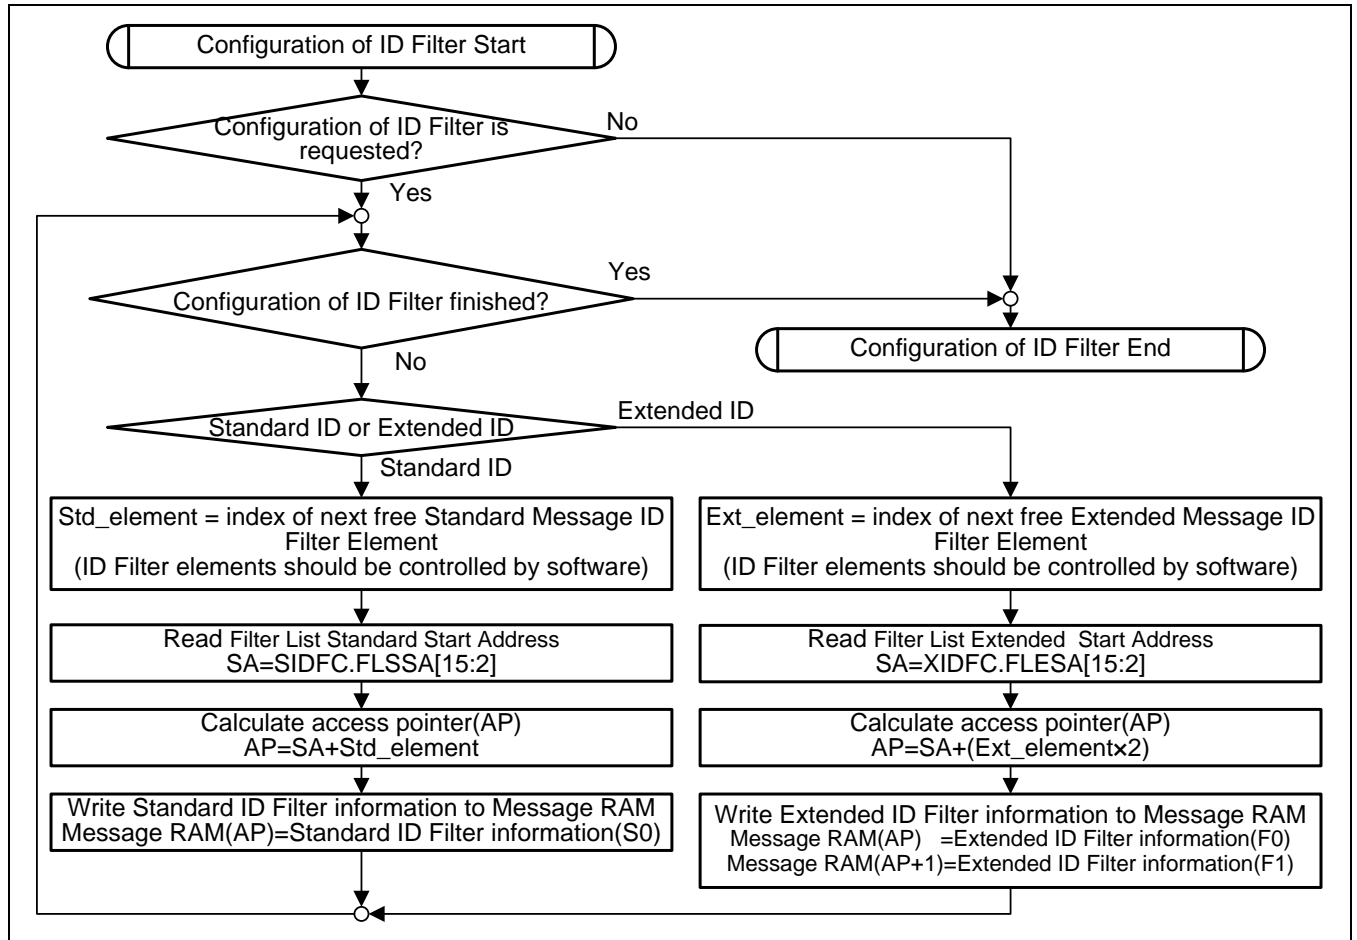 Configuration of ID Filter Start
Configuration of ID Filter is
requested?
No
Yes
Configuration of ID Filter finished?
Yes
Configuration of ID Filter End
No
Standard ID or Extended ID
Extended ID
Standard ID
Std_element = index of next free Standard Message ID
Filter Element
(ID Filter elements should be controlled by software)
Ext_element = index of next free Extended Message ID
Filter Element
(ID Filter elements should be controlled by software)
Read Filter List Standard Start Address
SA=SIDFC.FLSSA[15:2]
Read Filter List Extended Start Address
SA=XIDFC.FLESA[15:2]
Calculate access pointer(AP)
AP=SA+Std_element
Calculate access pointer(AP)
AP=SA+(Ext_element×2)
Write Standard ID Filter information to Message RAM
Message RAM(AP)=Standard ID Filter information(S0)
Write Extended ID Filter information to Message RAM
Message RAM(AP) =Extended ID Filter information(F0)
Message RAM(AP+1)=Extended ID Filter information(F1)